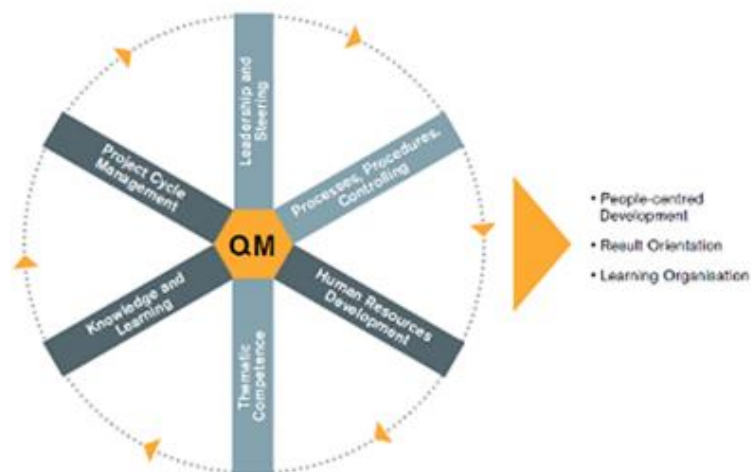 Leadership and
Steering
Processes, Procedures,
Controlling
Human Resources
Development
Thematic
Competence
Knowledge and
Learning
Project Cycle
Management
QM
• People-centred
Development
• Result Orientation
• Learning Organisation